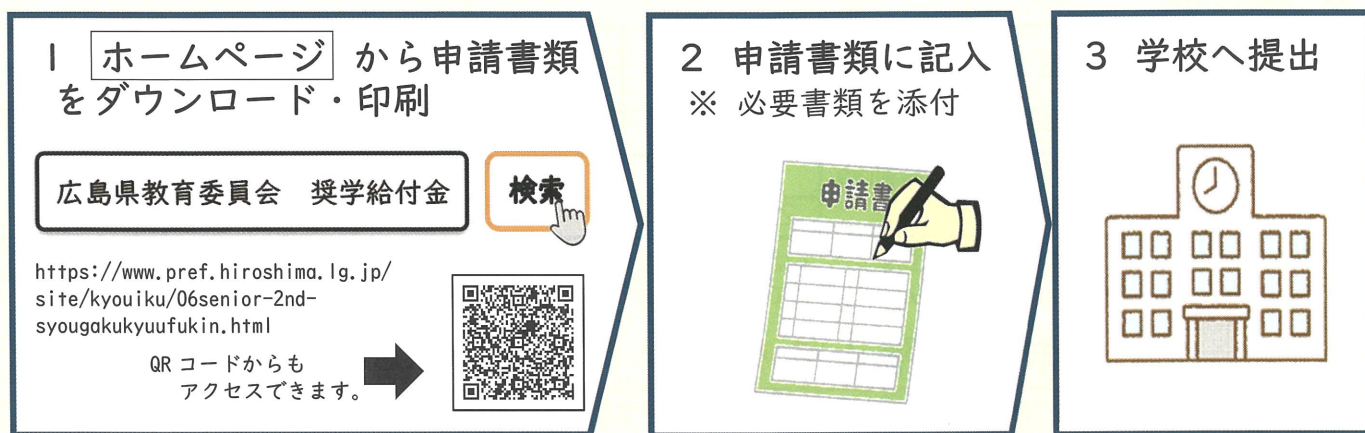 1 ホームページ から申請書類
をダウンロード・印刷
広島県教育委員会 奨学給付金
検索
https://www.pref.hiroshima.lg.jp/
site/kyouiku/06senior-2nd-
syougakukyuufukin.html
QRコードからも
アクセスできます。
2 申請書類に記入
※ 必要書類を添付
申請書
3 学校へ提出